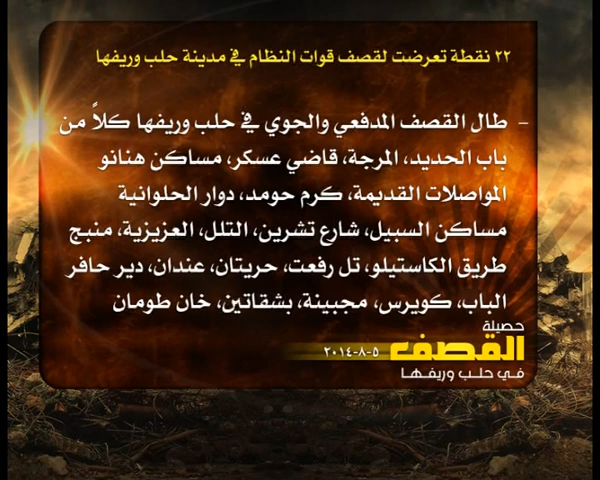 ٢٢ نقطة تعرضت لقصف قوات النظام في مدينة حلب وريفها
- طال القصف المدفعي والجوي في حلب وريفها كلاً من
باب الحديد، المرجة، قاضي عسكر، مساكن هنانو
المواصلات القديمة، كرم حومد، دوار الحلوانية
مساكن السبيل، شارع تشرين، التلل، العزيزية، منبج
طريق الكاستيلو، تل رفعت، حريتان، عندان، دير حافر
الباب، كويرس، مجبينة، بشقاتين، خان طومان
حصيلة
القصف ٥-٨-٢٠١٤
في حلب وريفها